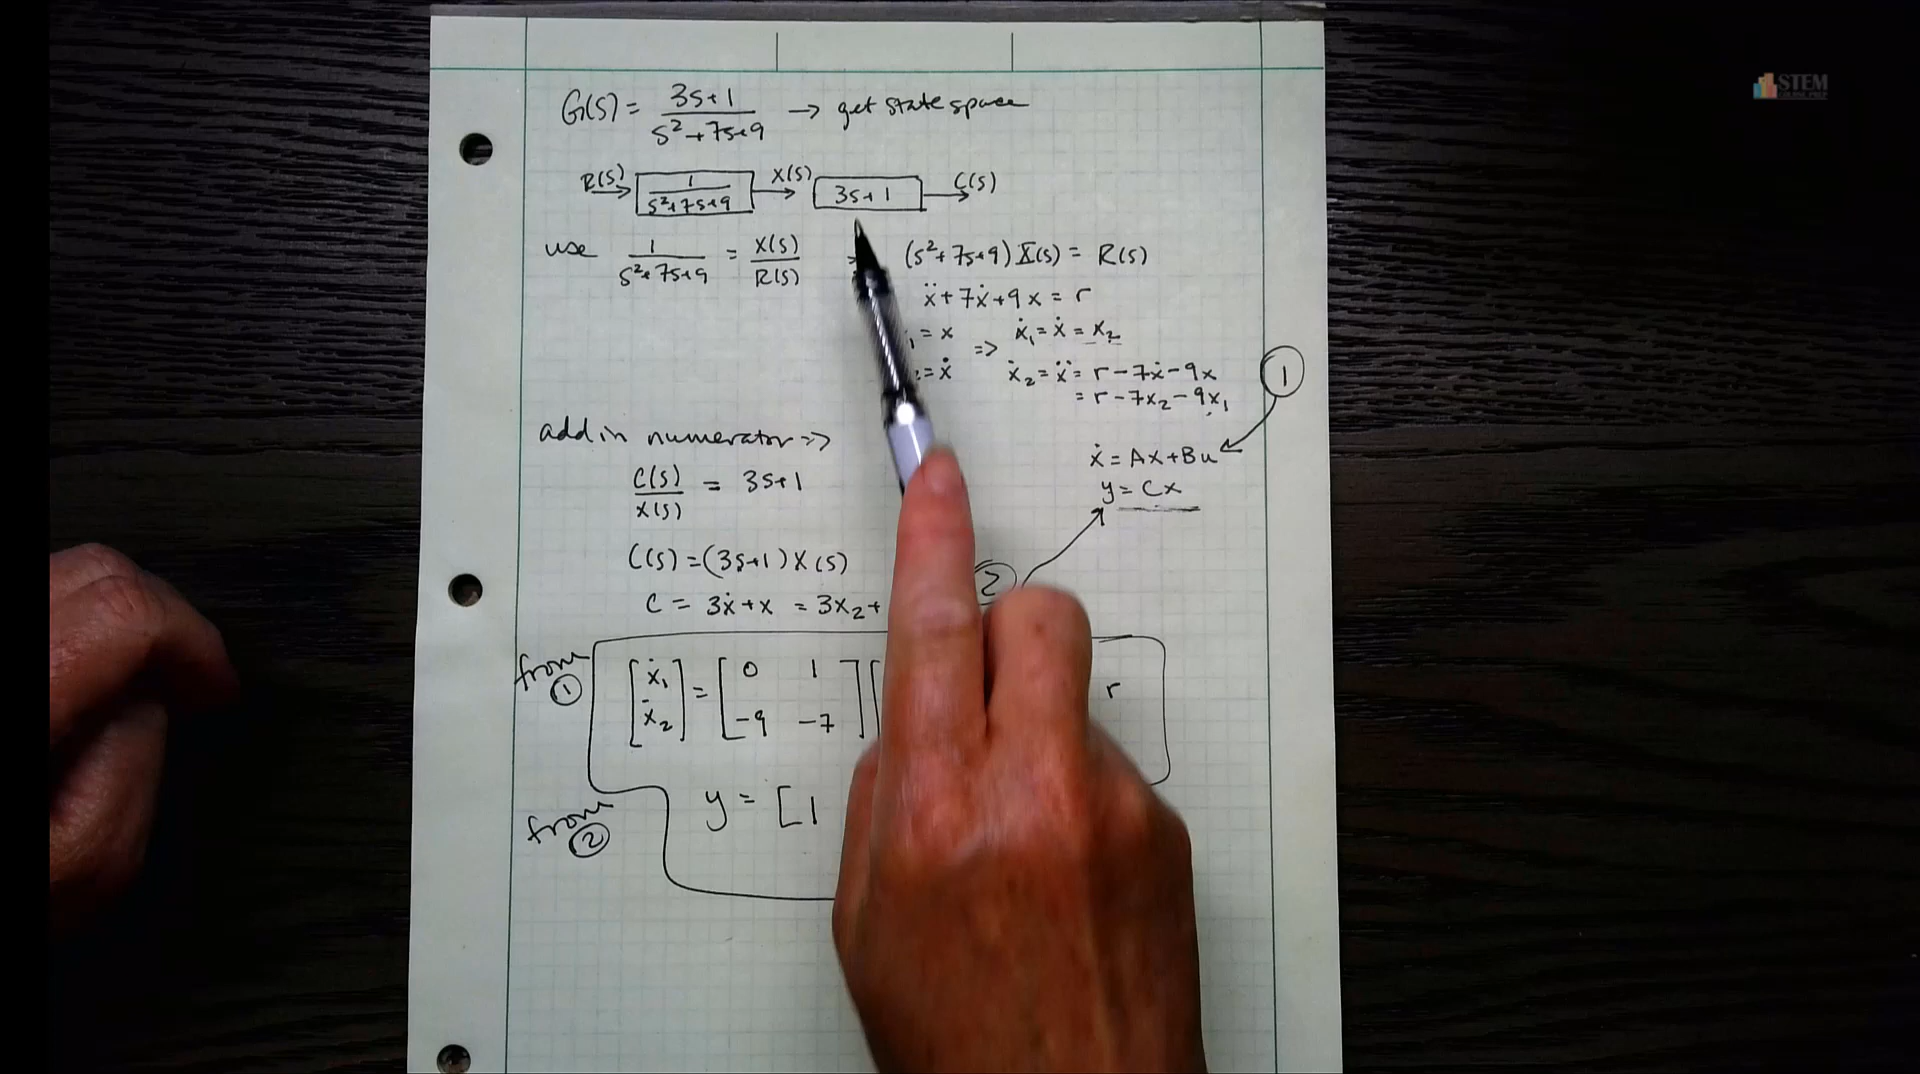 G(s) = 3s+1 / s²+7s+9 → get state space
R(s) → 1 / s²+7s+9 → X(s) → 3s+1 → C(s)
use 1 / s²+7s+9 = X(s) / R(s) (s²+7s+9) X(s) = R(s)
ẍ + 7ẋ + 9x = r
₁ = x => ẋ₁ = ẋ = x₂
₂ = ẋ ẋ₂ = ẍ = r - 7ẋ - 9x
= r - 7x₂ - 9x₁
①
add in numerator =>
ẋ = Ax + Bu
y = Cx
C(s) / X(s) = 3s+1
C(s) = (3s+1) X(s)
②
C = 3ẋ + x = 3x₂ +
from ①
[ẋ₁ ẋ₂] = [0 1 -9 -7] [ r
from ②
y = [1
STEM